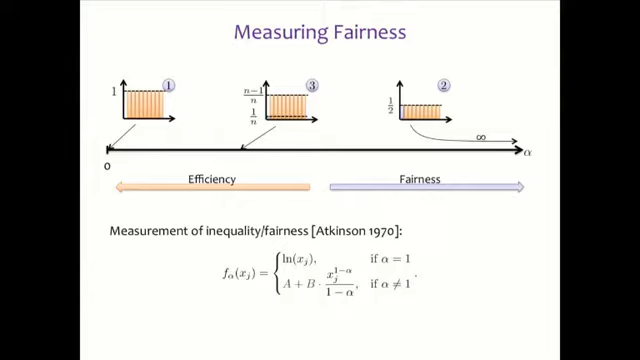 Measuring Fairness
1
1
n−1
n
1
n
3
1
2
2
∞
α
0
Efficiency
Fairness
Measurement of inequality/fairness [Atkinson 1970]:
f_α(x_j) = { ln(x_j), if α = 1
A + B · x_j^{1−α} / (1 − α), if α ≠ 1 .